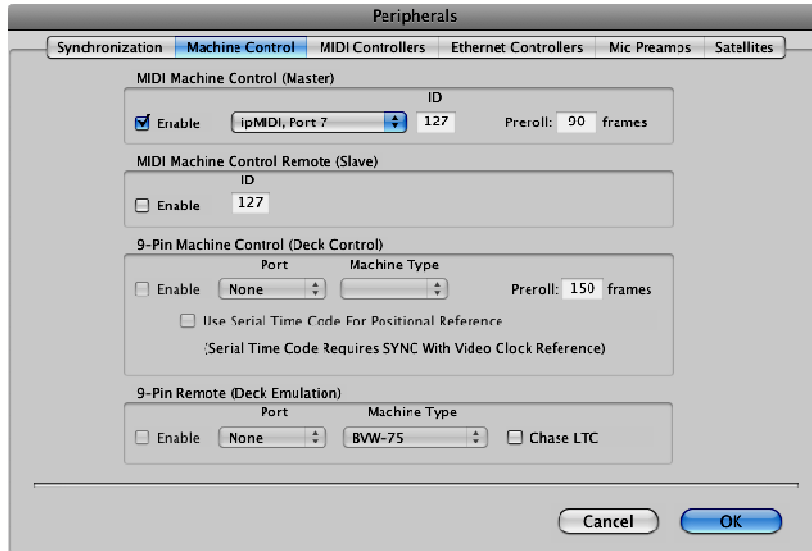 Peripherals
Synchronization Machine Control MIDI Controllers Ethernet Controllers Mic Preamps Satellites
MIDI Machine Control (Master)
ID
Enable ipMIDI, Port 7 127 Preroll: 90 frames
MIDI Machine Control Remote (Slave)
ID
Enable 127
9-Pin Machine Control (Deck Control)
Port Machine Type
Enable None Preroll: 150 frames
Use Serial Time Code For Positional Reference
(Serial Time Code Requires SYNC With Video Clock Reference)
9-Pin Remote (Deck Emulation)
Port Machine Type
Enable None BVW-75 Chase LTC
Cancel OK